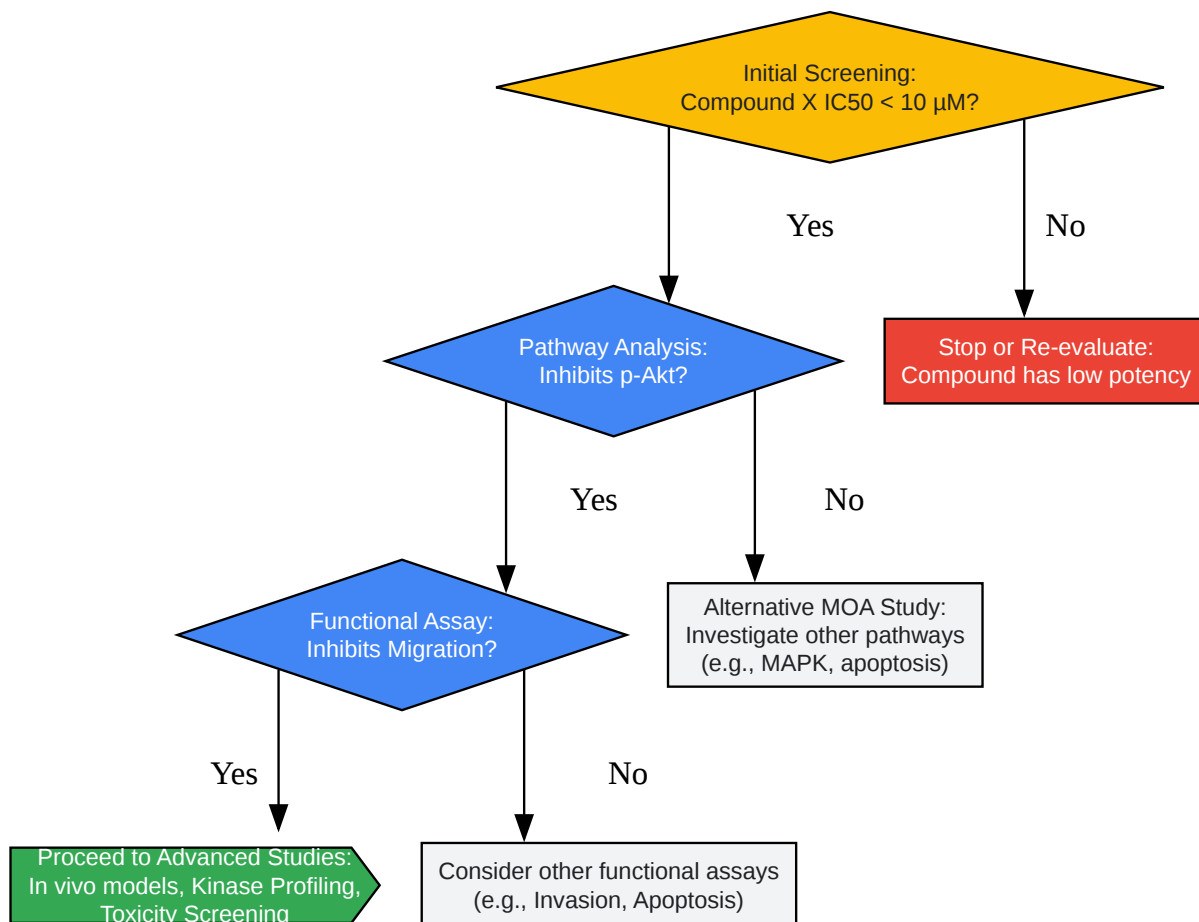 Initial Screening:
Compound X IC50 < 10 µM?
Yes
No
Pathway Analysis:
Inhibits p-Akt?
Stop or Re-evaluate:
Compound has low potency
Yes
No
Functional Assay:
Inhibits Migration?
Alternative MOA Study:
Investigate other pathways
(e.g., MAPK, apoptosis)
Yes
No
Proceed to Advanced Studies:
In vivo models, Kinase Profiling,
Toxicity Screening
Consider other functional assays
(e.g., Invasion, Apoptosis)